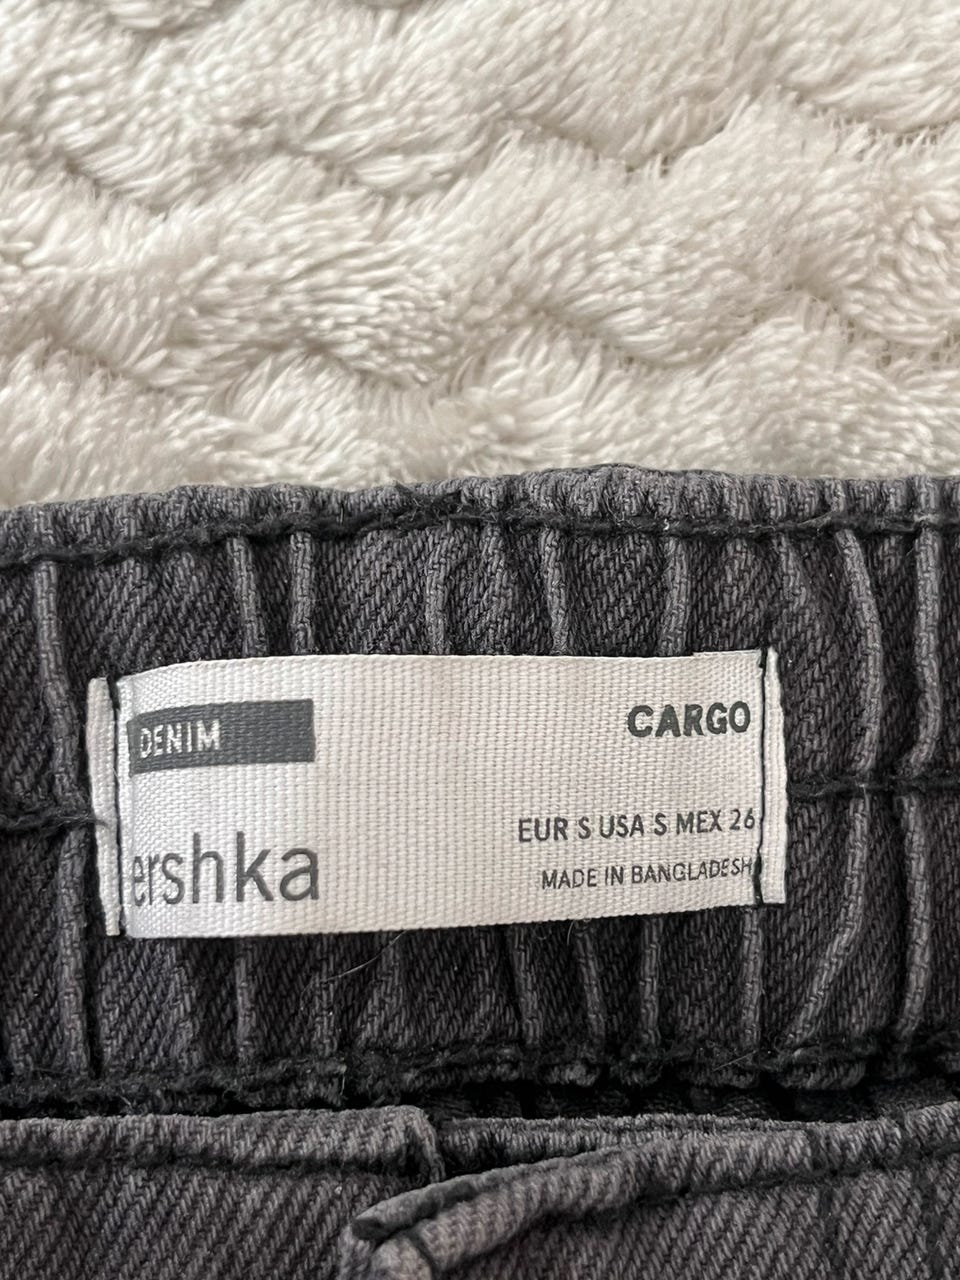 DENIM
CARGO
ershka
EUR S USA S MEX 26
MADE IN BANGLADESH